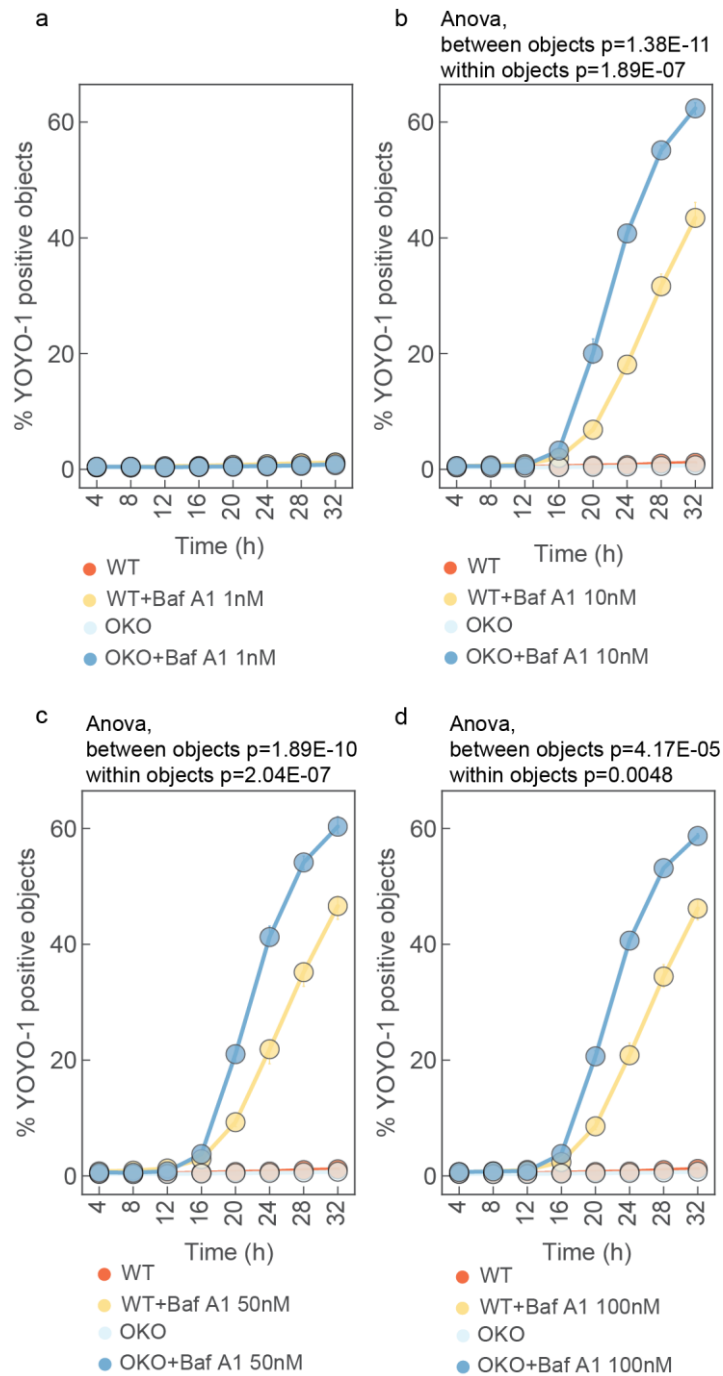 a
% YOYO-1 positive objects
60
40
20
0
4 8 12 16 20 24 28 32
Time (h)
WT
WT+Baf A1 1nM
OKO
OKO+Baf A1 1nM
b
Anova,
between objects p=1.38E-11
within objects p=1.89E-07
% YOYO-1 positive objects
60
40
20
0
4 8 12 16 20 24 28 32
Time (h)
WT
WT+Baf A1 10nM
OKO
OKO+Baf A1 10nM
c
Anova,
between objects p=1.89E-10
within objects p=2.04E-07
% YOYO-1 positive objects
60
40
20
0
4 8 12 16 20 24 28 32
Time (h)
WT
WT+Baf A1 50nM
OKO
OKO+Baf A1 50nM
d
Anova,
between objects p=4.17E-05
within objects p=0.0048
% YOYO-1 positive objects
60
40
20
0
4 8 12 16 20 24 28 32
Time (h)
WT
WT+Baf A1 100nM
OKO
OKO+Baf A1 100nM